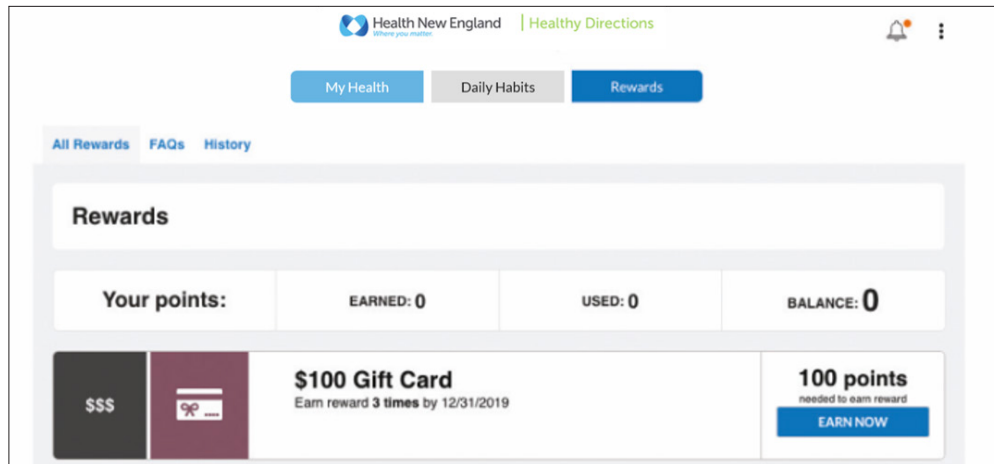 Health New England | Healthy Directions
Where you matter.
My Health Daily Habits Rewards
All Rewards FAQs History
Rewards
Your points: EARNED: 0 USED: 0 BALANCE: 0
$$$
$100 Gift Card
Earn reward 3 times by 12/31/2019
100 points
needed to earn reward
EARN NOW